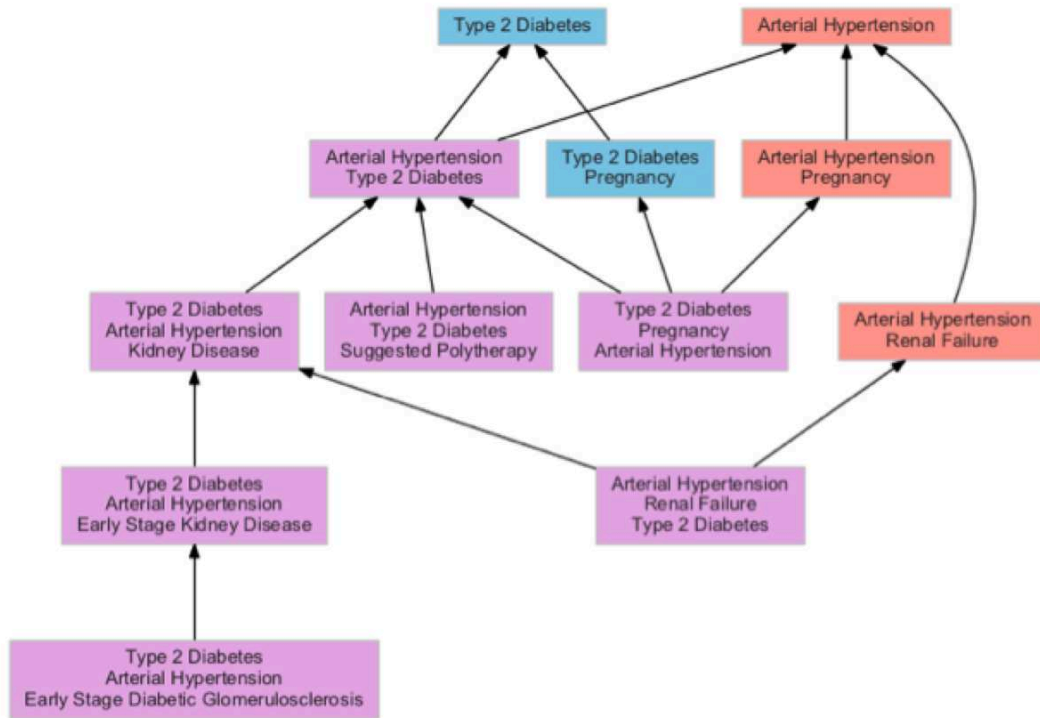 Type 2 Diabetes
Arterial Hypertension
Arterial Hypertension
Type 2 Diabetes
Type 2 Diabetes
Pregnancy
Arterial Hypertension
Pregnancy
Type 2 Diabetes
Arterial Hypertension
Kidney Disease
Arterial Hypertension
Type 2 Diabetes
Suggested Polytherapy
Type 2 Diabetes
Pregnancy
Arterial Hypertension
Arterial Hypertension
Renal Failure
Type 2 Diabetes
Arterial Hypertension
Early Stage Kidney Disease
Arterial Hypertension
Renal Failure
Type 2 Diabetes
Type 2 Diabetes
Arterial Hypertension
Early Stage Diabetic Glomerulosclerosis